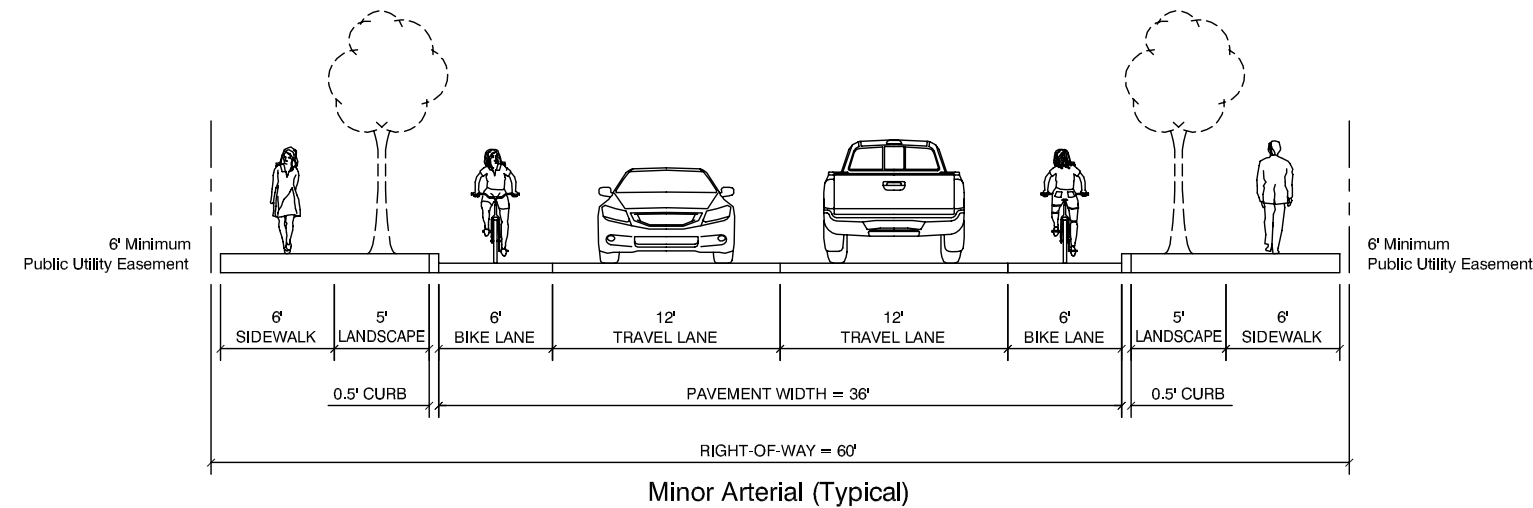 6' Minimum
Public Utility Easement
6' Minimum
Public Utility Easement
6'
SIDEWALK
5'
LANDSCAPE
6'
BIKE LANE
12'
TRAVEL LANE
12'
TRAVEL LANE
6'
BIKE LANE
5'
LANDSCAPE
6'
SIDEWALK
0.5' CURB
PAVEMENT WIDTH = 36'
0.5' CURB
RIGHT-OF-WAY = 60'
Minor Arterial (Typical)